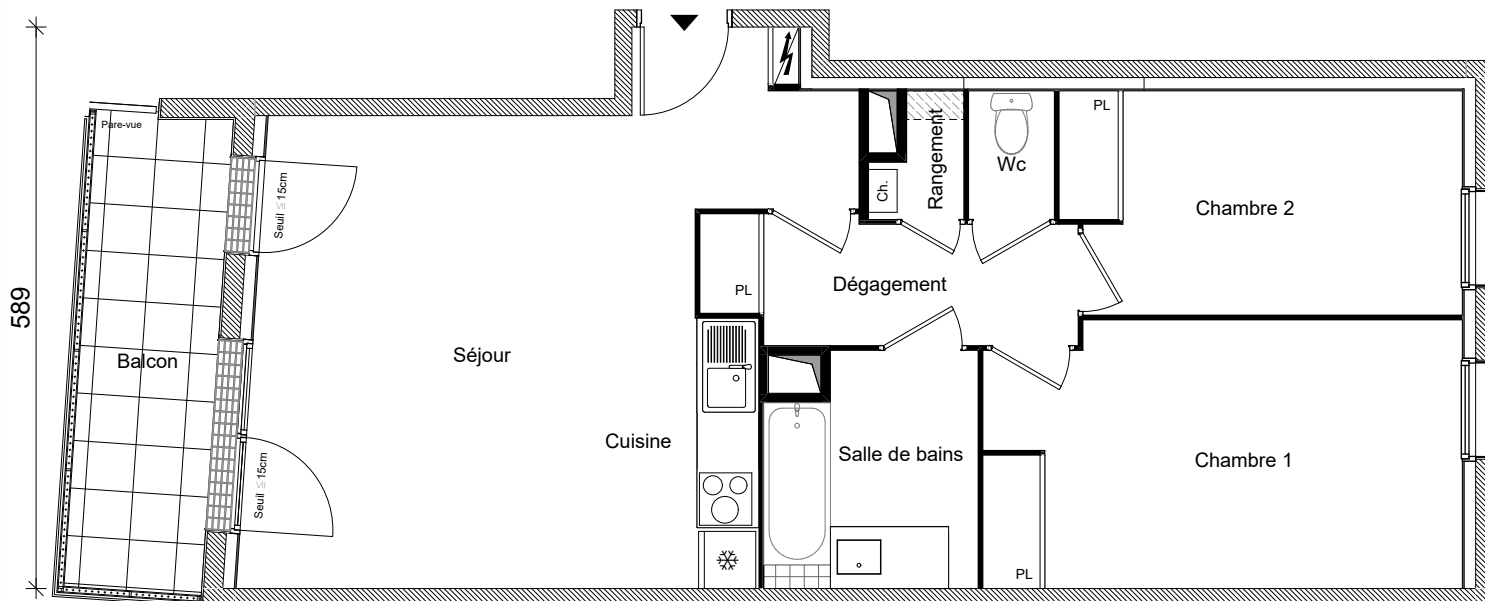 Pare-vue
PL
Rangement
Wc
Ch.
Seuil ≤ 15cm
Chambre 2
Dégagement
PL
589
Balcon
Séjour
Cuisine
Salle de bains
Chambre 1
Seuil ≤ 15cm
PL